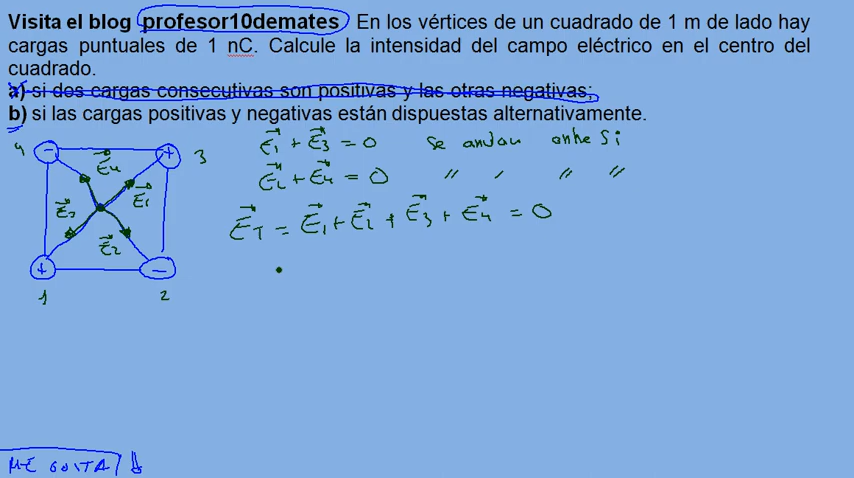 Visita el blog profesor10demates En los vértices de un cuadrado de 1 m de lado hay
cargas puntuales de 1 nC. Calcule la intensidad del campo eléctrico en el centro del
cuadrado.
a) si dos cargas consecutivas son positivas y las otras negativas;
b) si las cargas positivas y negativas están dispuestas alternativamente.
E₁ + E₃ = 0 se anulan entre si
E₂ + E₄ = 0 " " " "
E_T = E₁ + E₂ + E₃ + E₄ = 0
4 - + 3
E₄
E₃ E₁
E₂
+ -
1 2
ME GUSTA